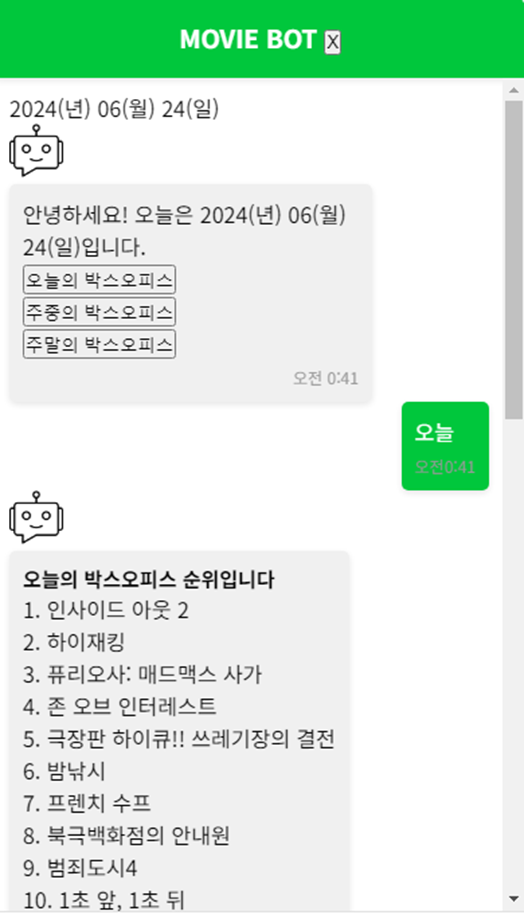 MOVIE BOT X
2024(년) 06(월) 24(일)
안녕하세요! 오늘은 2024(년) 06(월)
24(일)입니다.
오늘의 박스오피스
주중의 박스오피스
주말의 박스오피스
오전 0:41
오늘
오전0:41
오늘의 박스오피스 순위입니다
1. 인사이드 아웃 2
2. 하이재킹
3. 퓨리오사: 매드맥스 사가
4. 존 오브 인터레스트
5. 극장판 하이큐!! 쓰레기장의 결전
6. 밤낚시
7. 프렌치 수프
8. 북극백화점의 안내원
9. 범죄도시4
10. 1초 앞, 1초 뒤